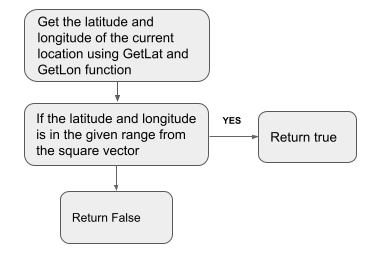 Get the latitude and
longitude of the current
location using GetLat and
GetLon function
If the latitude and longitude
is in the given range from
the square vector
YES
Return true
Return False